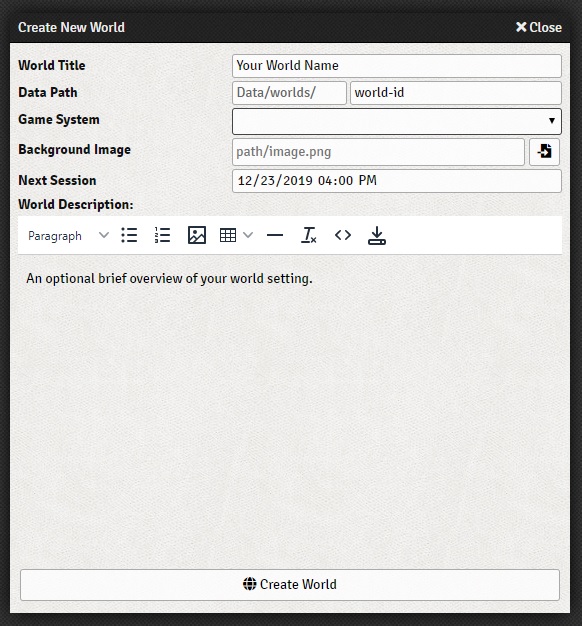 Create New World Close
World Title Your World Name
Data Path Data/worlds/ world-id
Game System
Background Image path/image.png
Next Session 12/23/2019 04:00 PM
World Description:
Paragraph
An optional brief overview of your world setting.
Create World